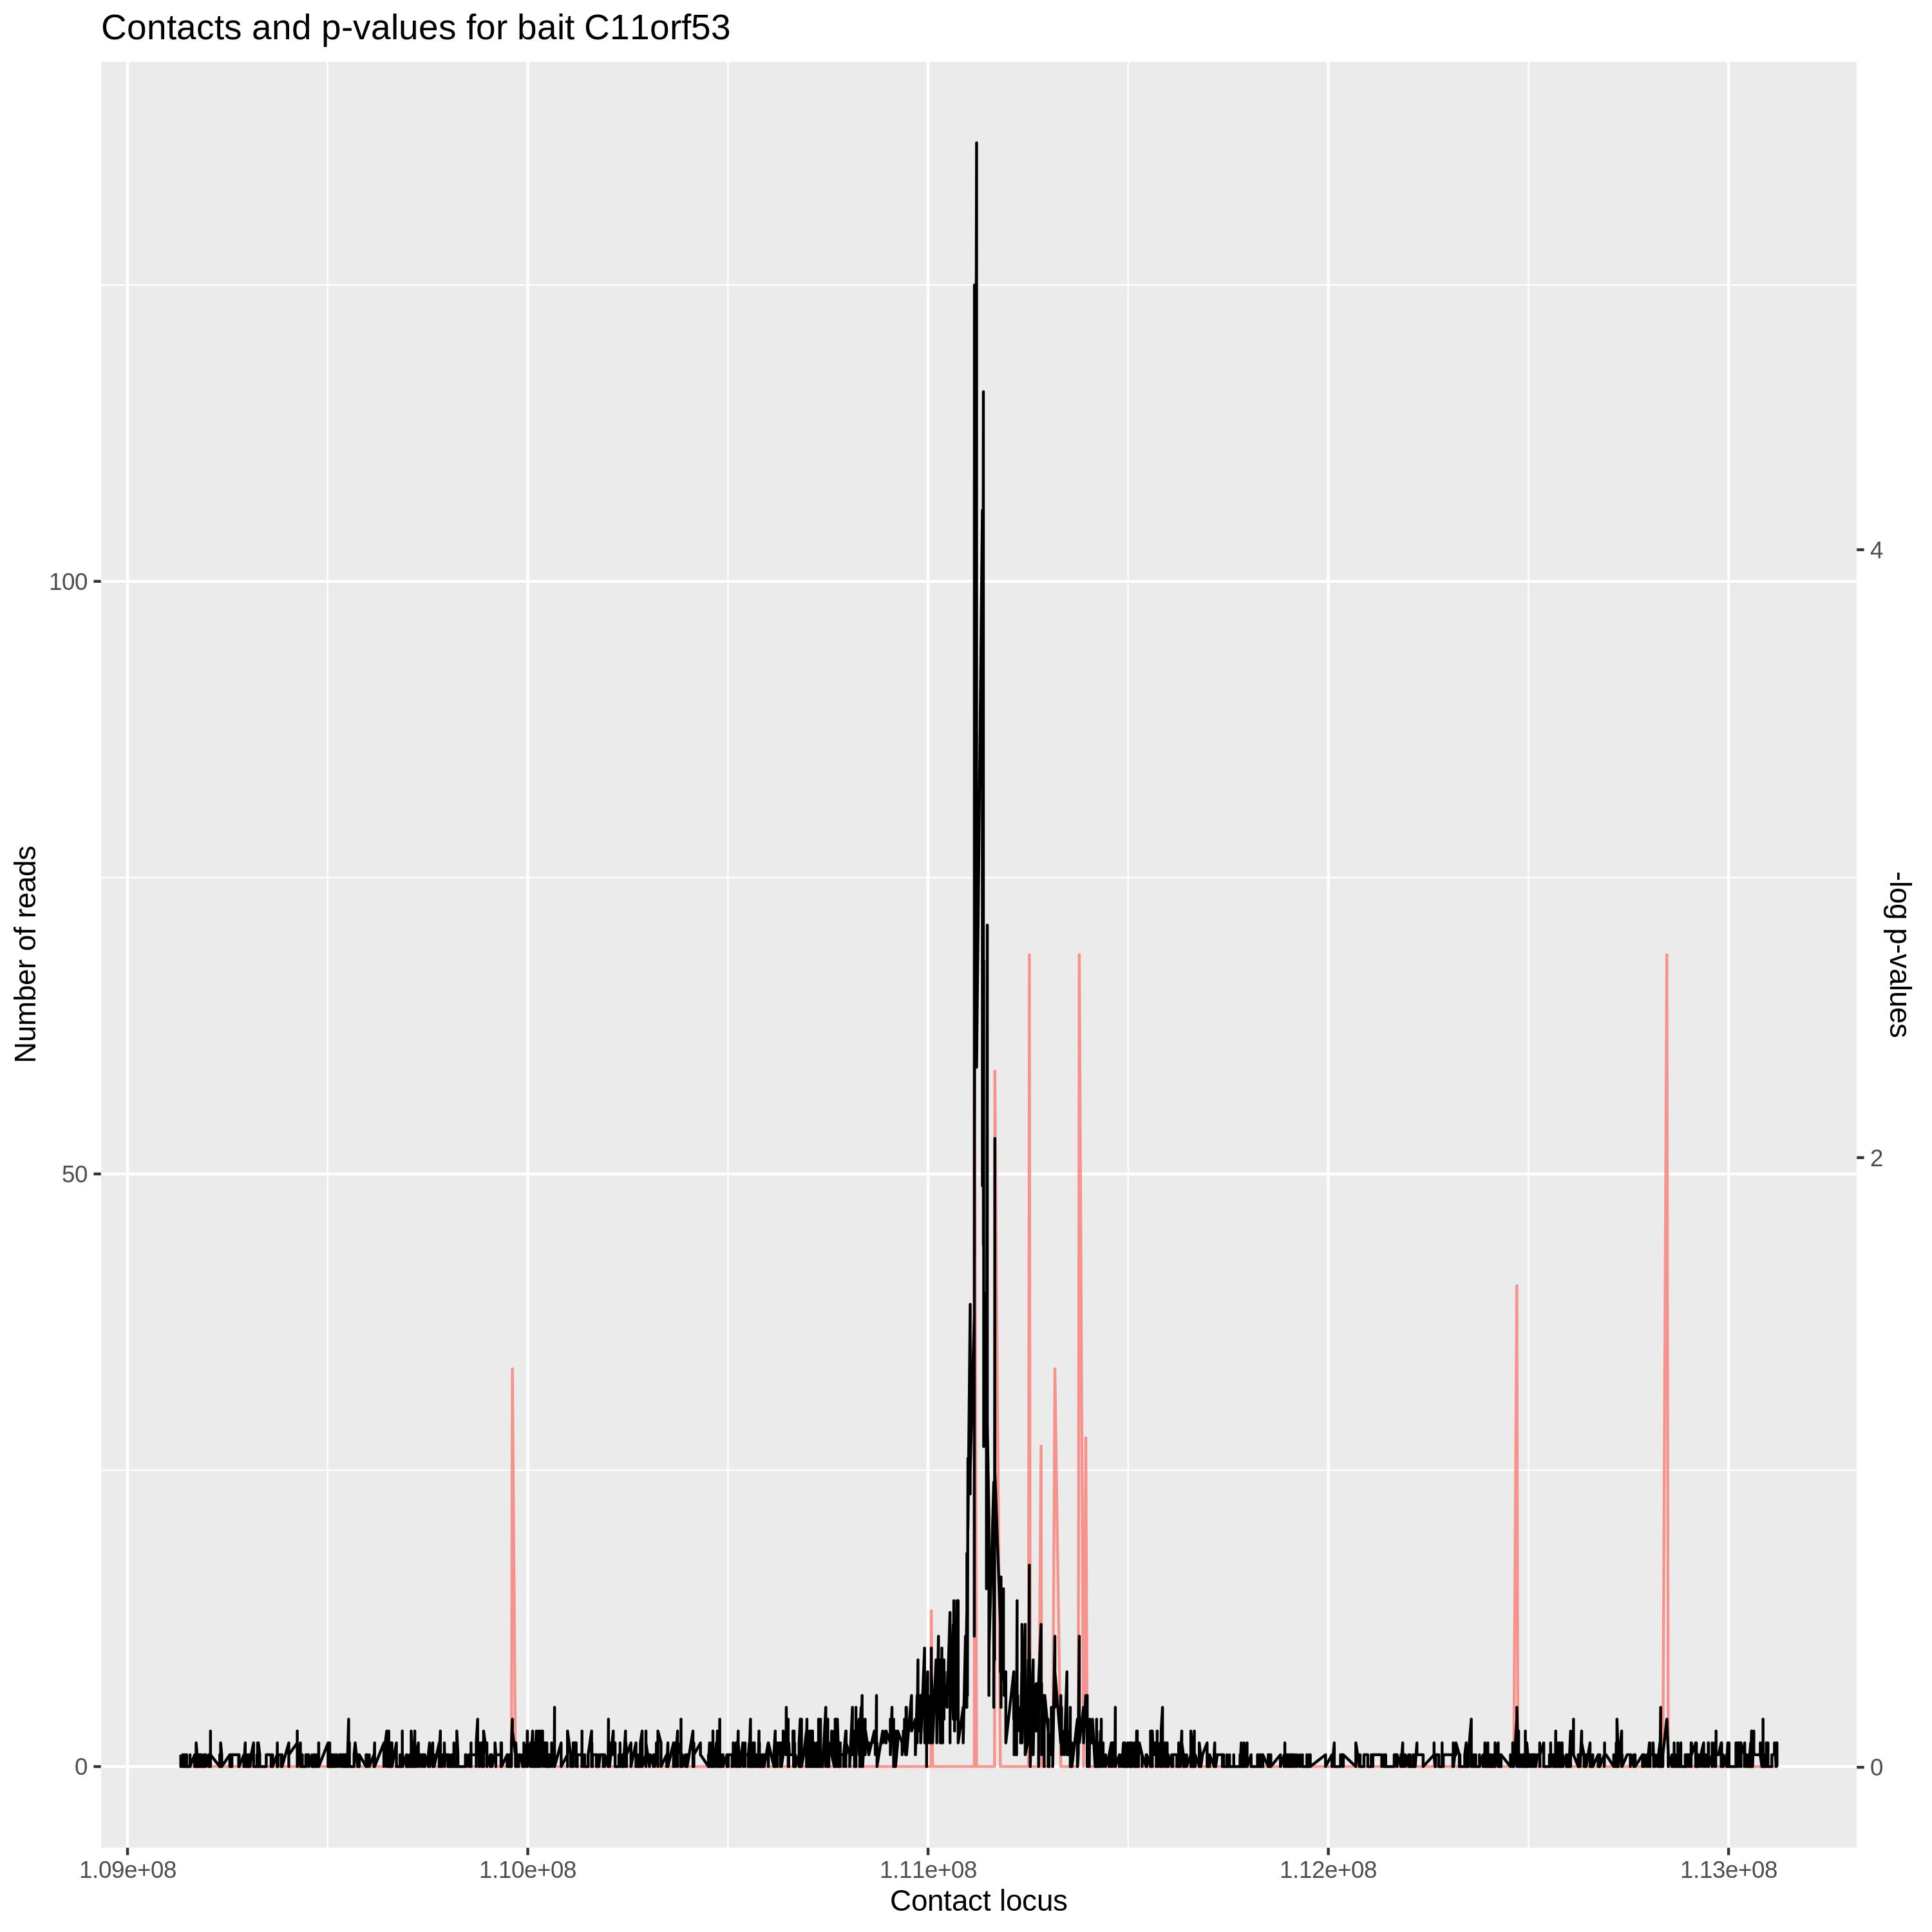 Contacts and p-values for bait C11orf53
100
50
0
Number of reads
4
2
0
-log p-values
1.09e+08 1.10e+08 1.11e+08 1.12e+08 1.13e+08
Contact locus